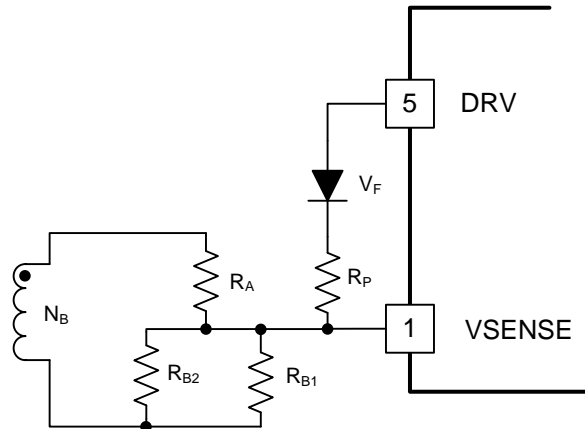 5 DRV
V_F
R_A
R_P
N_B
1 VSENSE
R_B2
R_B1